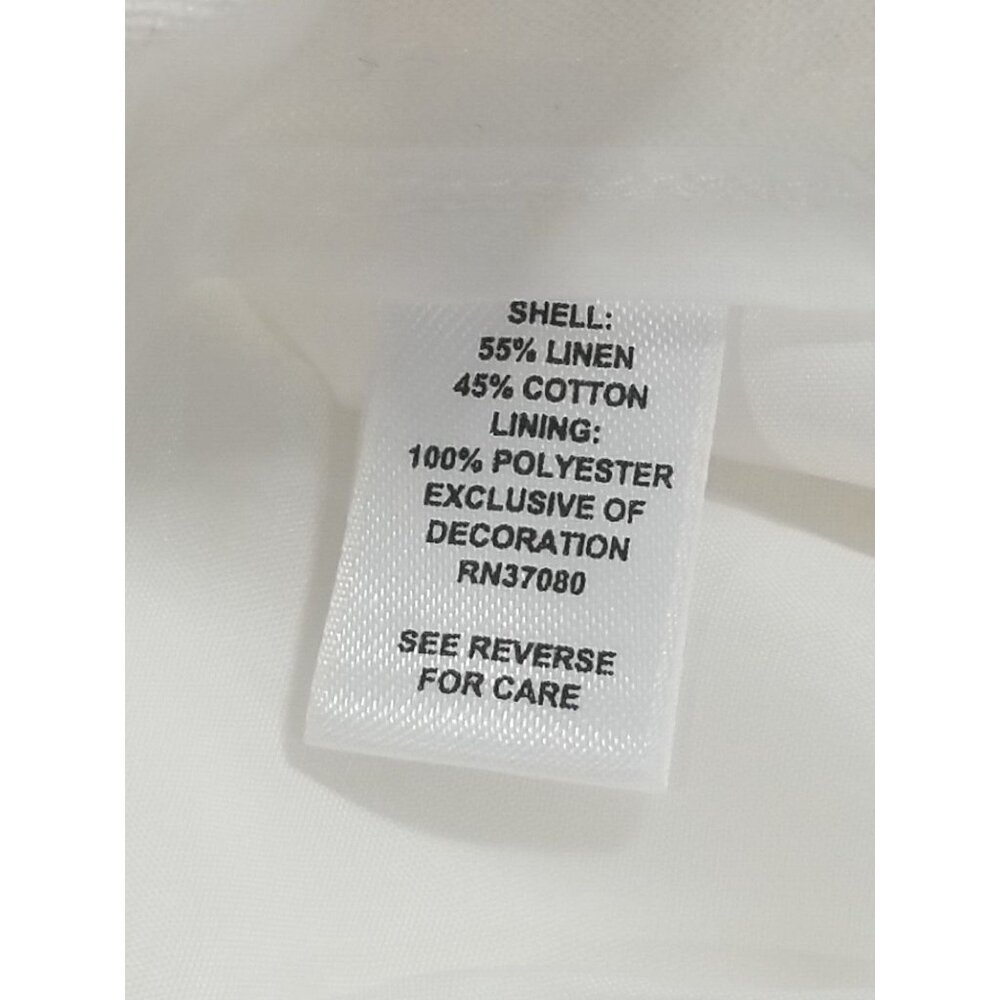 SHELL:
55% LINEN
45% COTTON
LINING:
100% POLYESTER
EXCLUSIVE OF
DECORATION
RN37080
SEE REVERSE
FOR CARE